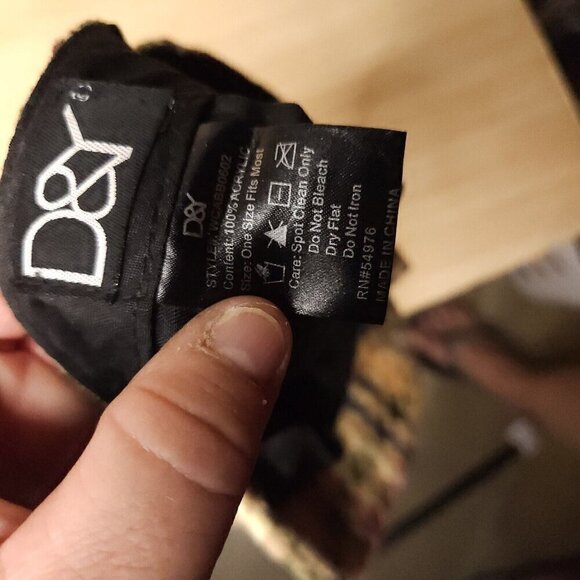 D&Y
D&Y
Content: 100% ACRYLIC
Size: One Size Fits Most
Care: Spot Clean Only
Do Not Bleach
Dry Flat
Do Not Iron
RN#54976
MADE IN CHINA